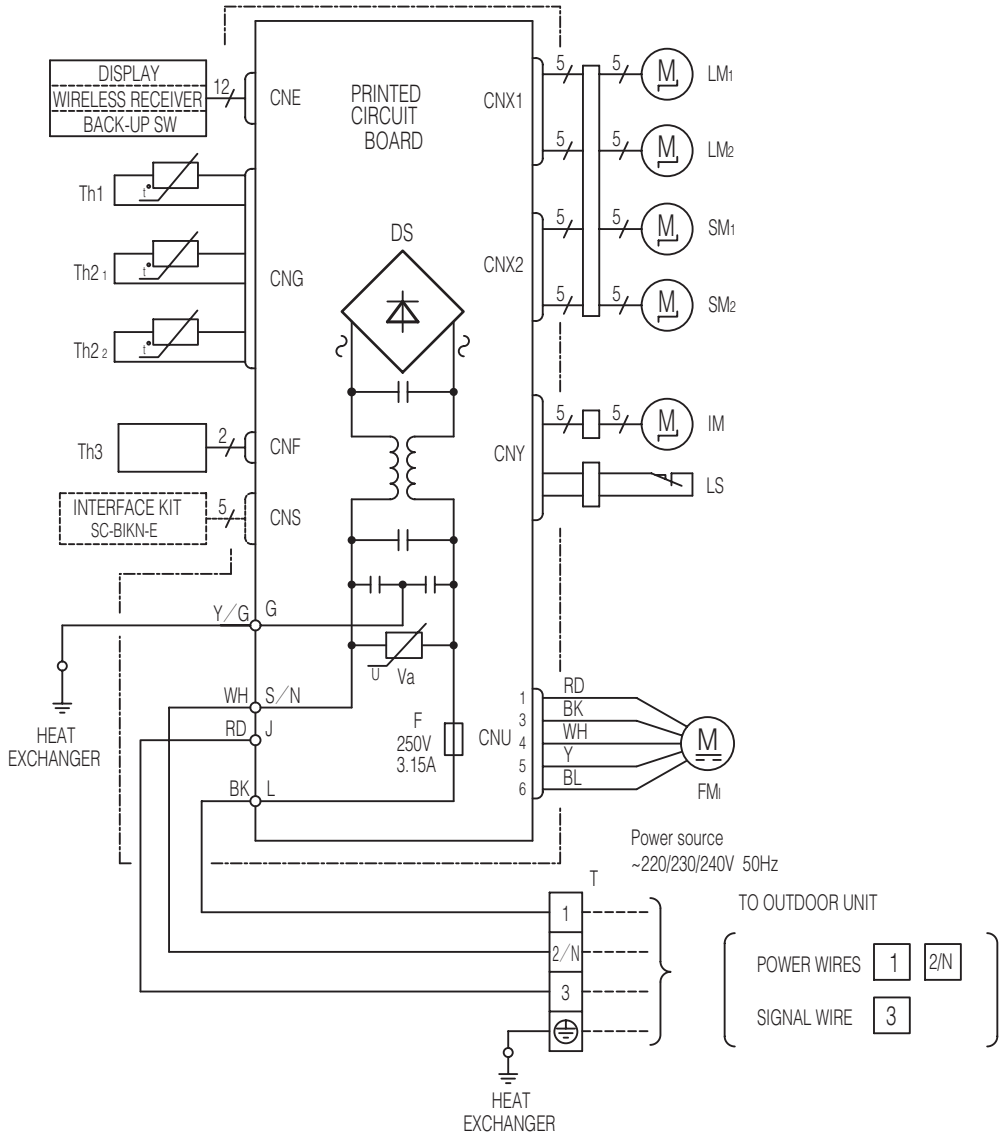 DISPLAY
WIRELESS RECEIVER
BACK-UP SW
12
CNE
PRINTED
CIRCUIT
BOARD
CNX1
5
5
M
LM1
5
5
M
LM2
Th1
t°
Th2 1
t°
Th2 2
t°
CNG
DS
CNX2
5
5
M
SM1
5
5
M
SM2
Th3
2
CNF
CNY
5
5
M
IM
LS
INTERFACE KIT
SC-BIKN-E
5
CNS
Y/G
G
HEAT
EXCHANGER
U
Va
WH
S/N
RD
J
F
250V
3.15A
BK
L
CNU
1
RD
3
BK
4
WH
5
Y
6
BL
M
FMI
Power source
~220/230/240V 50Hz
T
1
2/N
3
HEAT
EXCHANGER
TO OUTDOOR UNIT
POWER WIRES 1 2/N
SIGNAL WIRE 3